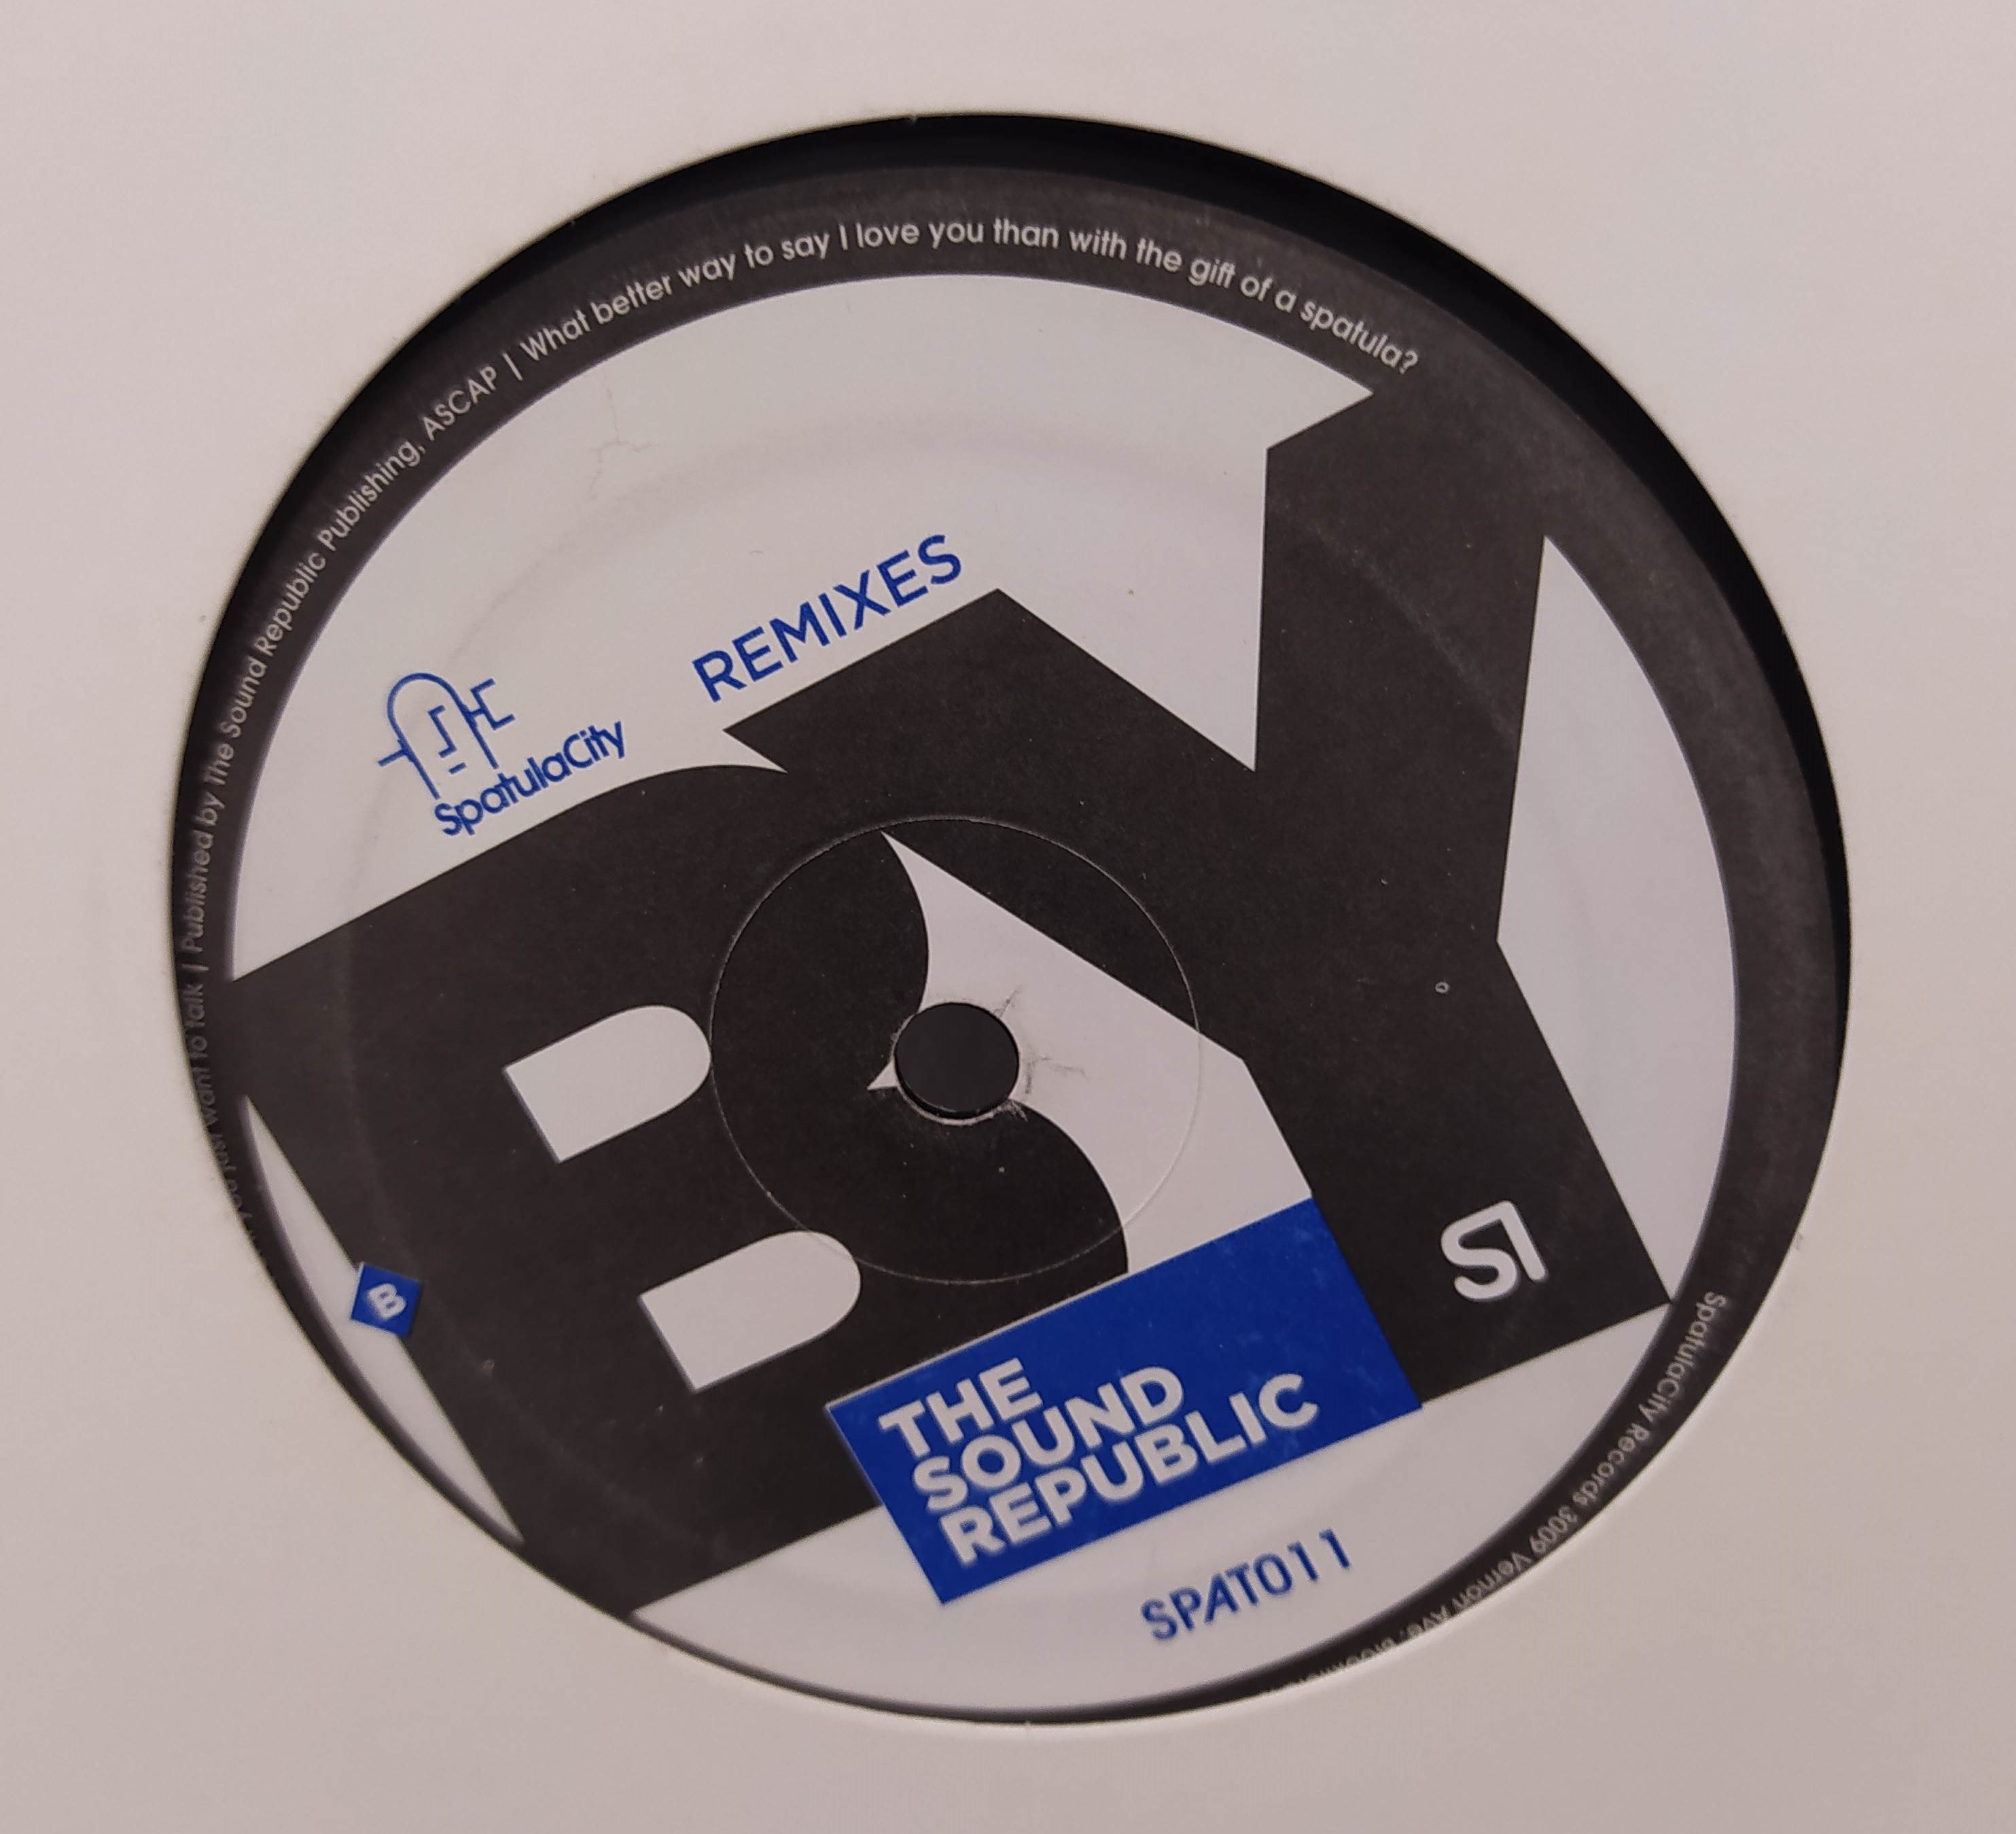 want to talk | Published by The Sound Republic Publishing, ASCAP | What better way to say I love you than with the gift of a spatula?
REMIXES
SpatulaCity
BY
B
S1
THE
SOUND
REPUBLIC
SPAT011
SpatulaCity Records 3009 Vernon Ave.